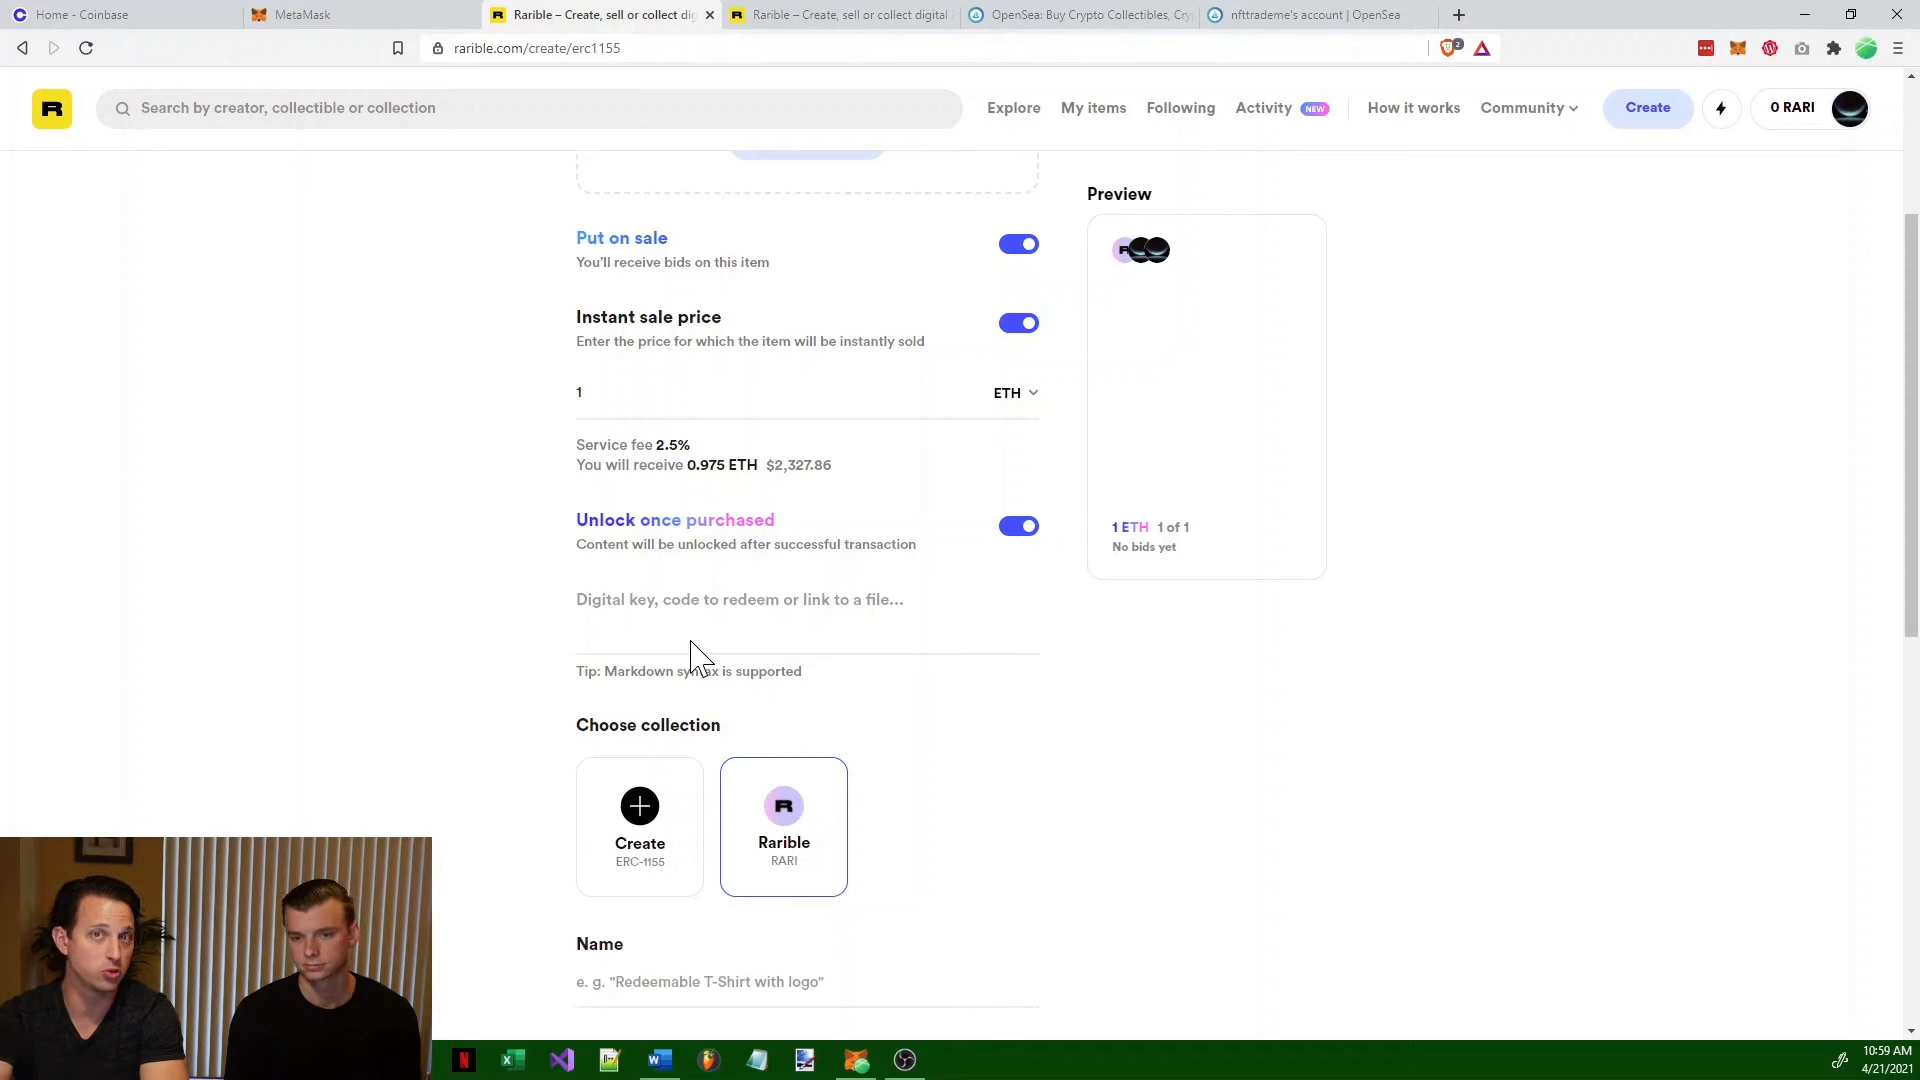 Home - Coinbase
MetaMask
Rarible – Create, sell or collect dig
Rarible – Create, sell or collect digital
OpenSea: Buy Crypto Collectibles, Cry
nfttrademe's account | OpenSea
rarible.com/create/erc1155
2
R
Search by creator, collectible or collection
Explore
My items
Following
Activity
NEW
How it works
Community
Create
0 RARI
Preview
Put on sale
You'll receive bids on this item
Instant sale price
Enter the price for which the item will be instantly sold
1
ETH
Service fee 2.5%
You will receive 0.975 ETH $2,327.86
Unlock once purchased
Content will be unlocked after successful transaction
1 ETH 1 of 1
No bids yet
Digital key, code to redeem or link to a file...
Tip: Markdown syntax is supported
Choose collection
Create
ERC-1155
R
Rarible
RARI
Name
e. g. "Redeemable T-Shirt with logo"
10:59 AM
4/21/2021